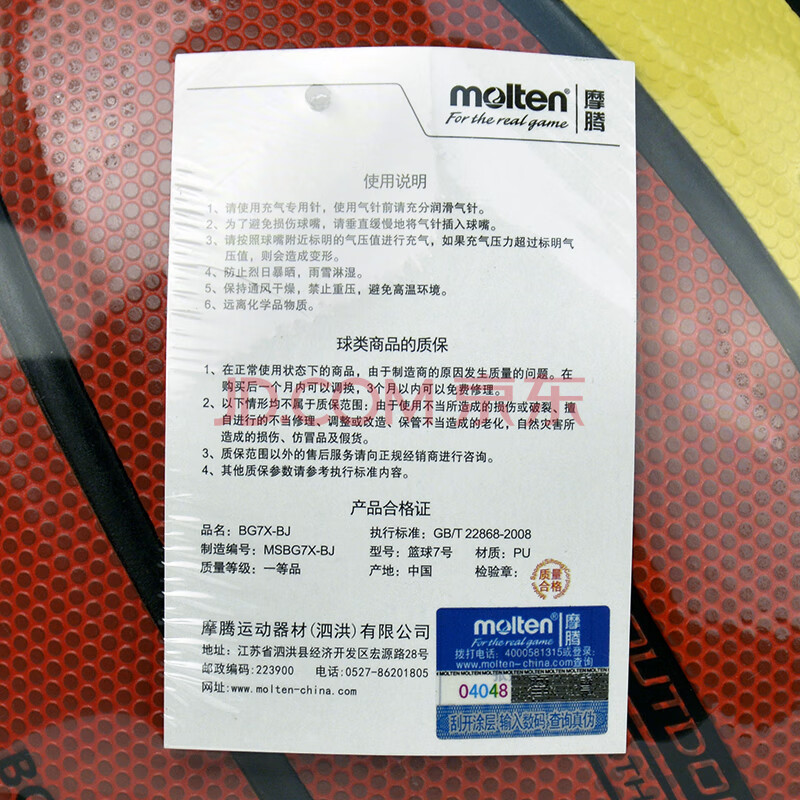 molten® 摩腾
For the real game
使用说明
1、请使用充气专用针，使用气针前请充分润滑气针。
2、为了避免损伤球嘴，请垂直缓慢地将气针插入球嘴。
3、请按照球嘴附近标明的气压值进行充气，如果充气压力超过标明气
压值，则会造成变形。
4、防止烈日暴晒，雨雪淋湿。
5、保持通风干燥，禁止重压，避免高温环境。
6、远离化学品物质。
球类商品的质保
1、在正常使用状态下的商品，由于制造商的原因发生质量的问题。在
购买后一个月内可以调换，3个月以内可以免费修理。
2、以下情形均不属于质保范围：由于使用不当所造成的损伤或破裂、擅
自进行的不当修理、调整或改造、保管不当造成的老化，自然灾害所
造成的损伤、仿冒品及假货。
3、质保范围以外的售后服务请向正规经销商进行咨询。
4、其他质保参数请参考执行标准内容。
JD.COM 京东
产品合格证
品名：BG7X-BJ 执行标准：GB/T 22868-2008
制造编号：MSBG7X-BJ 型号：篮球7号 材质：PU
质量等级：一等品 产地：中国 检验章：
质量
合格
摩腾运动器材(泗洪)有限公司
地址：江苏省泗洪县经济开发区宏源路28号
邮政编码：223900 电话：0527-86201805
网址：www.molten-china.com
molten® 摩腾
For the real game
拨打电话：4000581315或登录：
www.molten-china.com查询
MOLTEN MOLTEN MOLTEN MOLTEN MOLTEN MOLTEN MOLTEN
04048
刮开涂层 输入数码 查询真伪
OUTDO
TH
BG